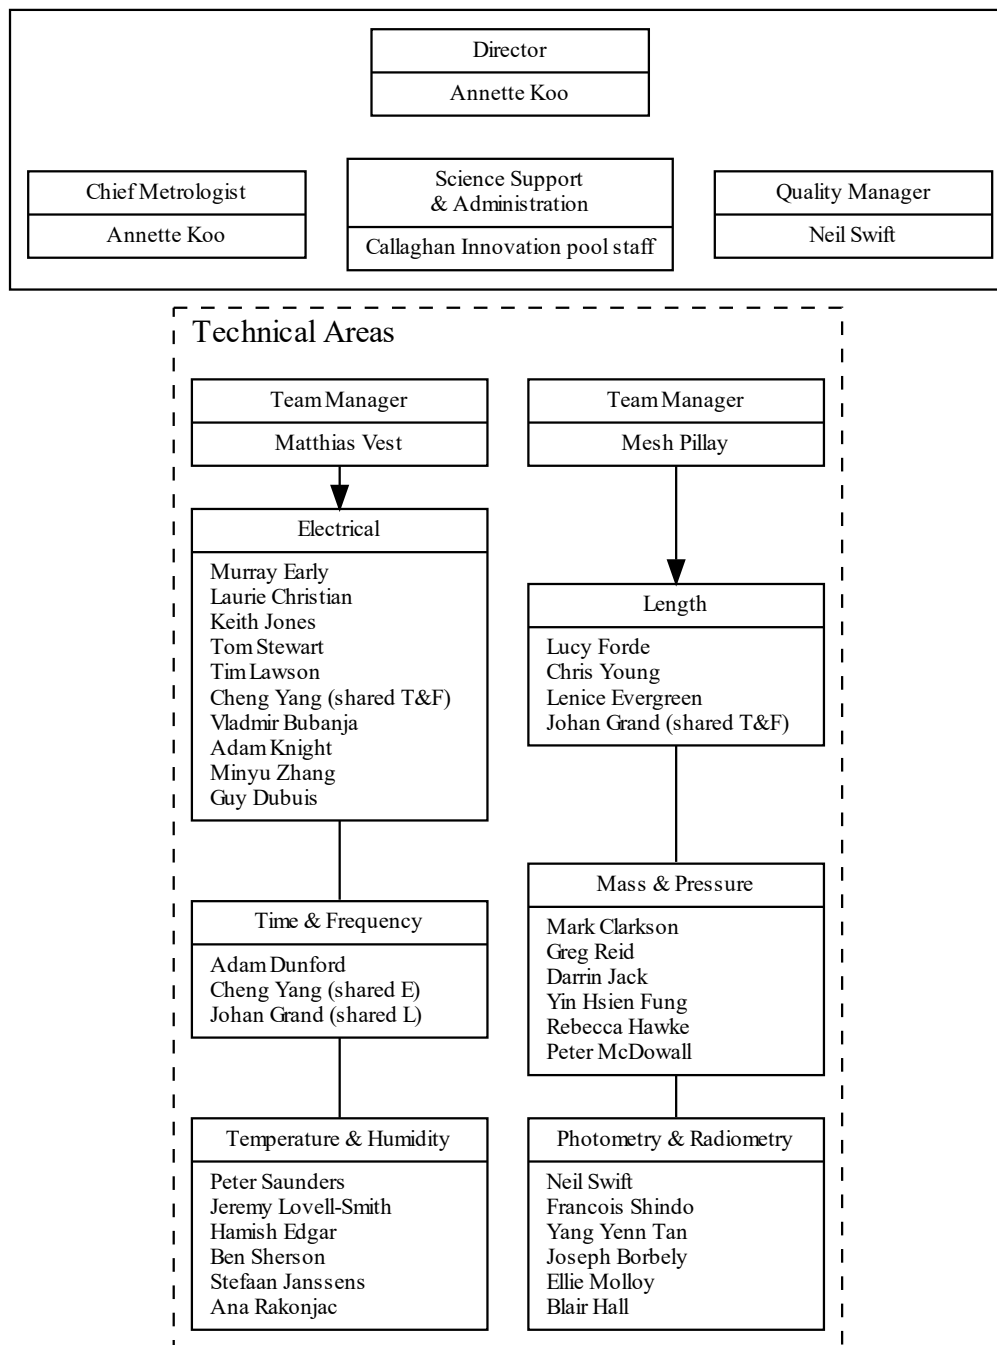 Director
Annette Koo
Chief Metrologist
Annette Koo
Science Support
& Administration
Callaghan Innovation pool staff
Quality Manager
Neil Swift
Technical Areas
Team Manager
Matthias Vest
Electrical
Murray Early
Laurie Christian
Keith Jones
Tom Stewart
Tim Lawson
Cheng Yang (shared T&F)
Vladmir Bubanja
Adam Knight
Minyu Zhang
Guy Dubuis
Time & Frequency
Adam Dunford
Cheng Yang (shared E)
Johan Grand (shared L)
Temperature & Humidity
Peter Saunders
Jeremy Lovell-Smith
Hamish Edgar
Ben Sherson
Stefaan Janssens
Ana Rakonjac
Team Manager
Mesh Pillay
Length
Lucy Forde
Chris Young
Lenice Evergreen
Johan Grand (shared T&F)
Mass & Pressure
Mark Clarkson
Greg Reid
Darrin Jack
Yin Hsien Fung
Rebecca Hawke
Peter McDowall
Photometry & Radiometry
Neil Swift
Francois Shindo
Yang Yenn Tan
Joseph Borbely
Ellie Molloy
Blair Hall